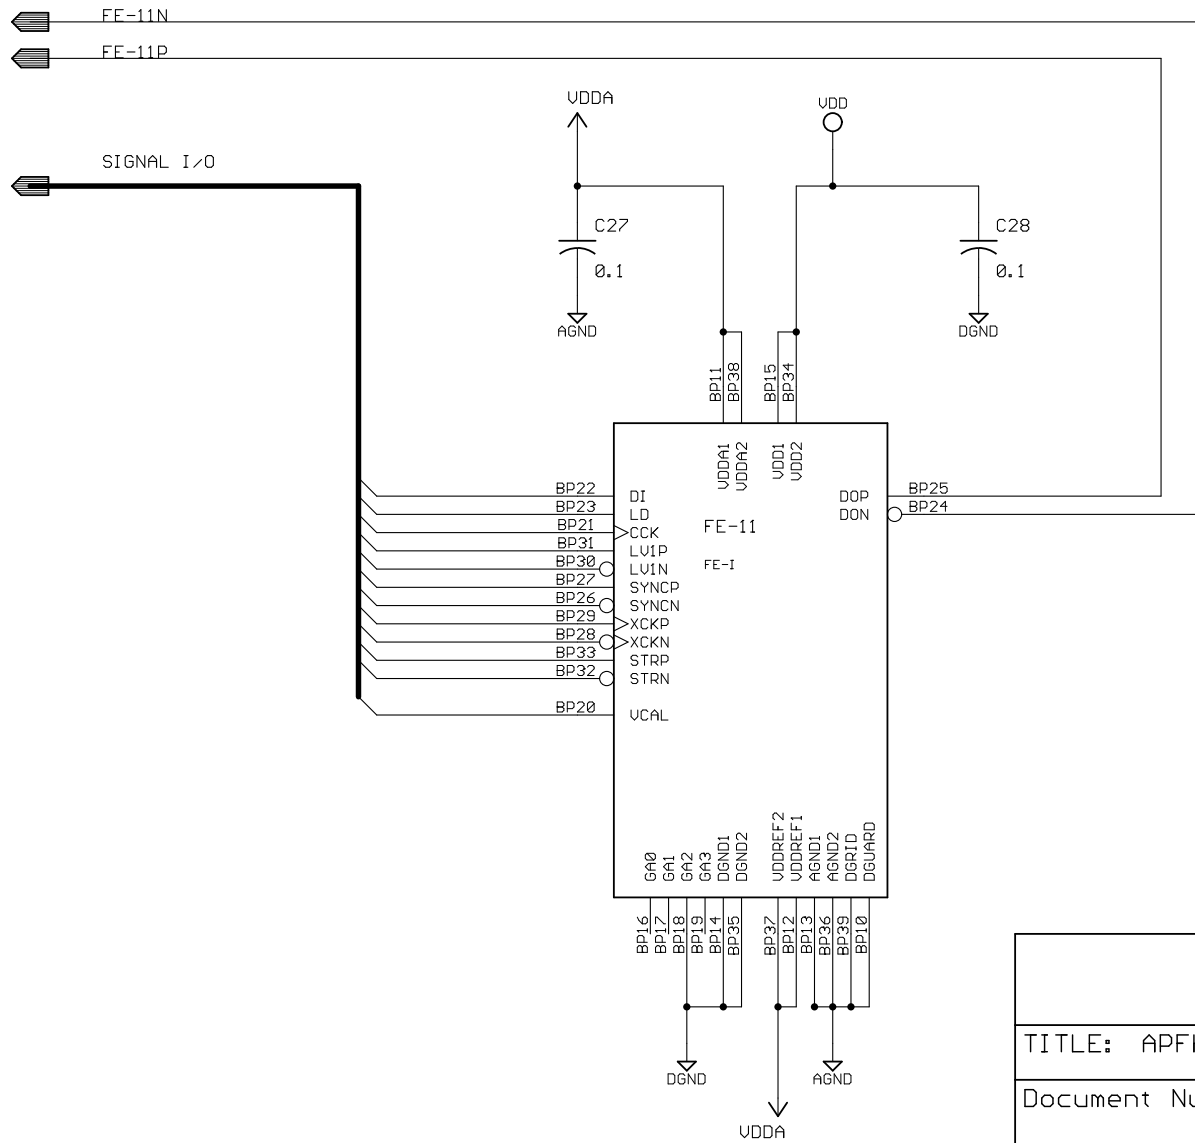 FE-11N
FE-11P
VDDA
VDD
SIGNAL I/O
C27
0.1
AGND
C28
0.1
DGND
BP11
BP38
BP15
BP34
VDDA1
VDDA2
VDD1
VDD2
BP22
DI
BP23
LD
BP21
CCK
BP31
LV1P
BP30
LV1N
BP27
SYNCP
BP26
SYNCN
BP29
XCKP
BP28
XCKN
BP33
STRP
BP32
STRN
BP20
VCAL
FE-11
FE-I
DOP
BP25
DON
BP24
GA0
GA1
GA2
GA3
DGND1
DGND2
VDDREF2
VDDREF1
AGND1
AGND2
DGRID
DGUARD
BP16
BP17
BP18
BP19
BP14
BP35
BP37
BP12
BP13
BP36
BP39
BP10
DGND
AGND
VDDA
TITLE: APF
Document Nu